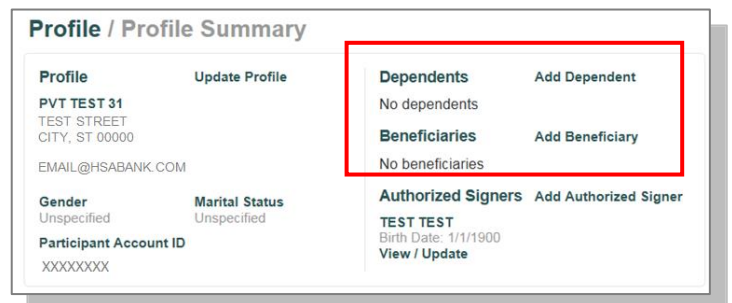 Profile / Profile Summary
Profile Update Profile
PVT TEST 31
TEST STREET
CITY, ST 00000
EMAIL@HSABANK.COM
Gender Marital Status
Unspecified Unspecified
Participant Account ID
XXXXXXXX
Dependents Add Dependent
No dependents
Beneficiaries Add Beneficiary
No beneficiaries
Authorized Signers Add Authorized Signer
TEST TEST
Birth Date: 1/1/1900
View / Update